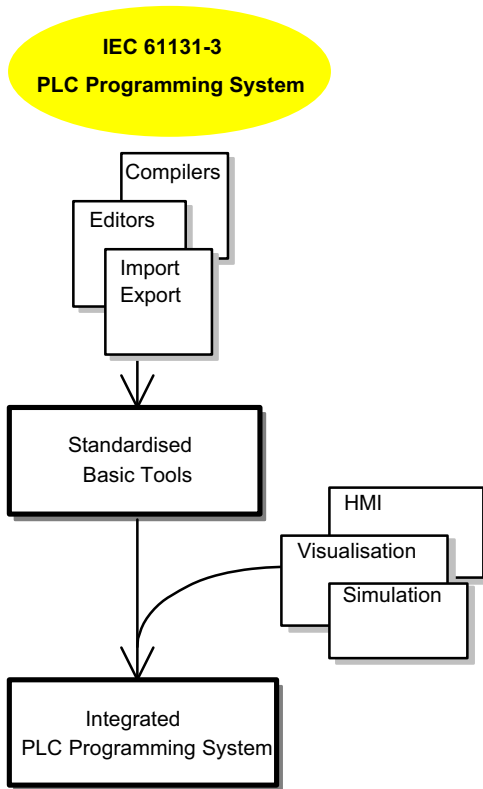 IEC 61131-3
PLC Programming System
Compilers
Editors
Import
Export
Standardised
Basic Tools
HMI
Visualisation
Simulation
Integrated
PLC Programming System